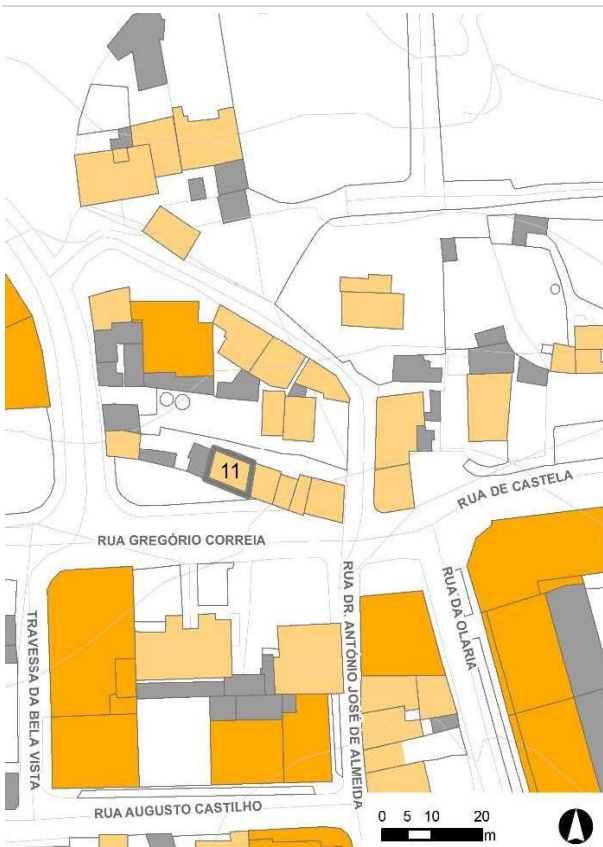 11
RUA DE CASTELA
RUA GREGÓRIO CORREIA
TRAVESSA DA BELA VISTA
RUA DR. ANTÓNIO JOSÉ DE ALMEIDA
RUA DA OLARIA
RUA AUGUSTO CASTILHO
0 5 10 20
m